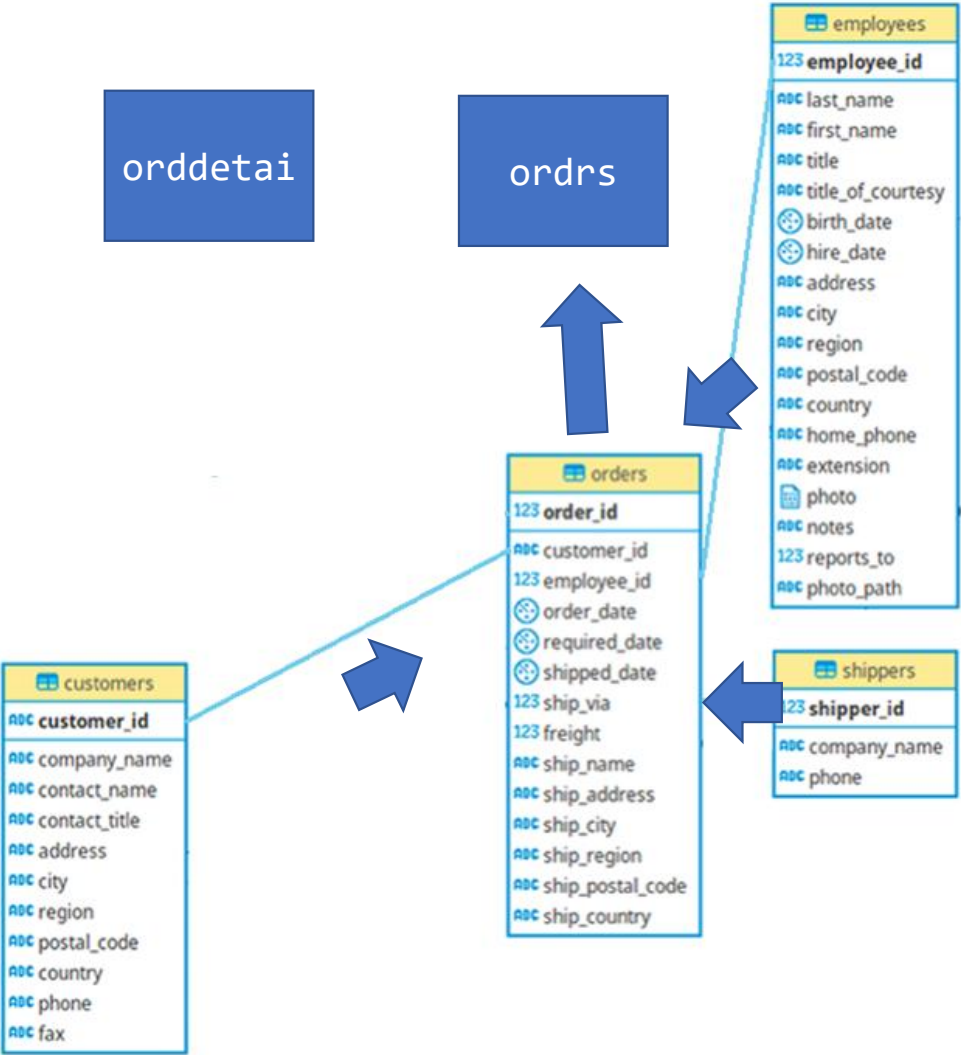 orddetai
ordrs
employees
123 employee_id
ABC last_name
ABC first_name
ABC title
ABC title_of_courtesy
birth_date
hire_date
ABC address
ABC city
ABC region
ABC postal_code
ABC country
ABC home_phone
ABC extension
photo
ABC notes
123 reports_to
ABC photo_path
orders
123 order_id
ABC customer_id
123 employee_id
order_date
required_date
shipped_date
123 ship_via
123 freight
ABC ship_name
ABC ship_address
ABC ship_city
ABC ship_region
ABC ship_postal_code
ABC ship_country
shippers
123 shipper_id
ABC company_name
ABC phone
customers
ABC customer_id
ABC company_name
ABC contact_name
ABC contact_title
ABC address
ABC city
ABC region
ABC postal_code
ABC country
ABC phone
ABC fax